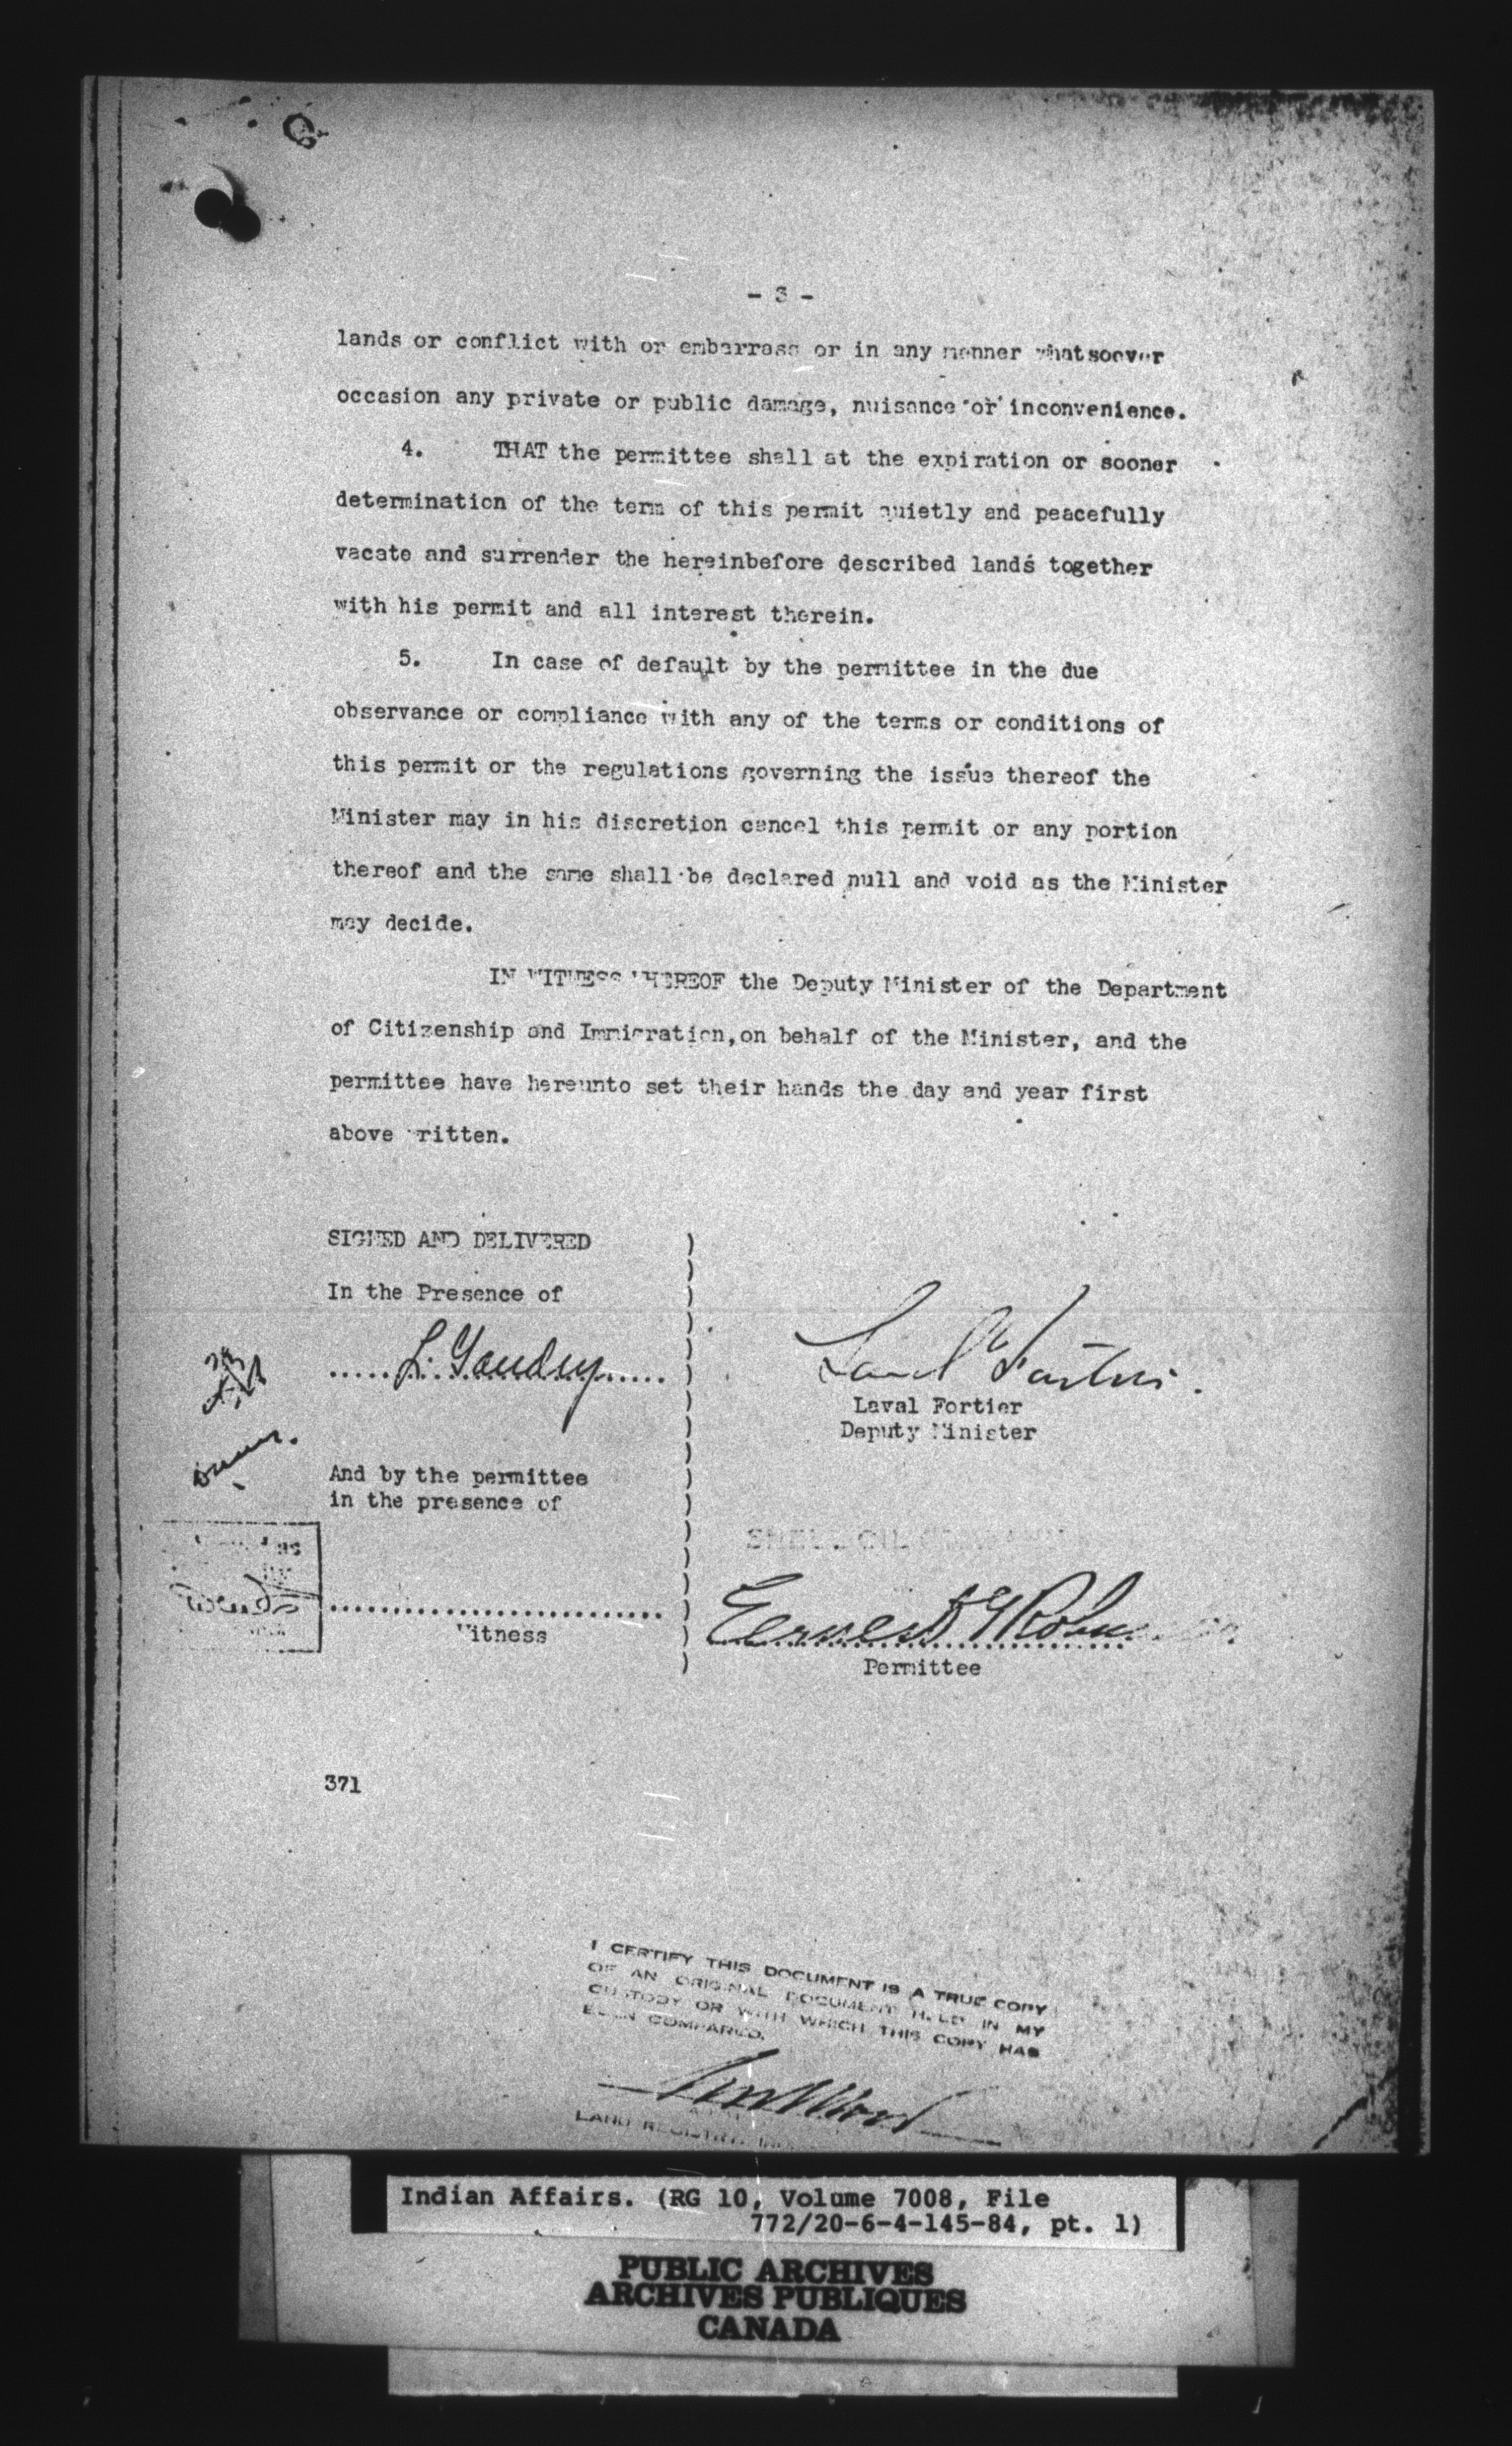 - 3 -
lands or conflict with or embarrass or in any manner whatsoever
occasion any private or public damage, nuisance or inconvenience.
4. THAT the permittee shall at the expiration or sooner
determination of the term of this permit quietly and peacefully
vacate and surrender the hereinbefore described lands together
with his permit and all interest therein.
5. In case of default by the permittee in the due
observance or compliance with any of the terms or conditions of
this permit or the regulations governing the issue thereof the
Minister may in his discretion cancel this permit or any portion
thereof and the same shall be declared null and void as the Minister
may decide.
IN WITNESS WHEREOF the Deputy Minister of the Department
of Citizenship and Immigration, on behalf of the Minister, and the
permittee have hereunto set their hands the day and year first
above written.
SIGNED AND DELIVERED
In the Presence of
L. Gaudry
Laval Fortier
Laval Fortier
Deputy Minister
And by the permittee
in the presence of
SHELL OIL
Witness
Ernest G
Permittee
371
I CERTIFY THIS DOCUMENT IS A TRUE COPY
OF AN ORIGINAL DOCUMENT HELD IN MY
CUSTODY OR WITH WHICH THIS COPY HAS
BEEN COMPARED.
LAND REGISTRY
Indian Affairs. (RG 10, Volume 7008, File
772/20-6-4-145-84, pt. 1)
PUBLIC ARCHIVES
ARCHIVES PUBLIQUES
CANADA